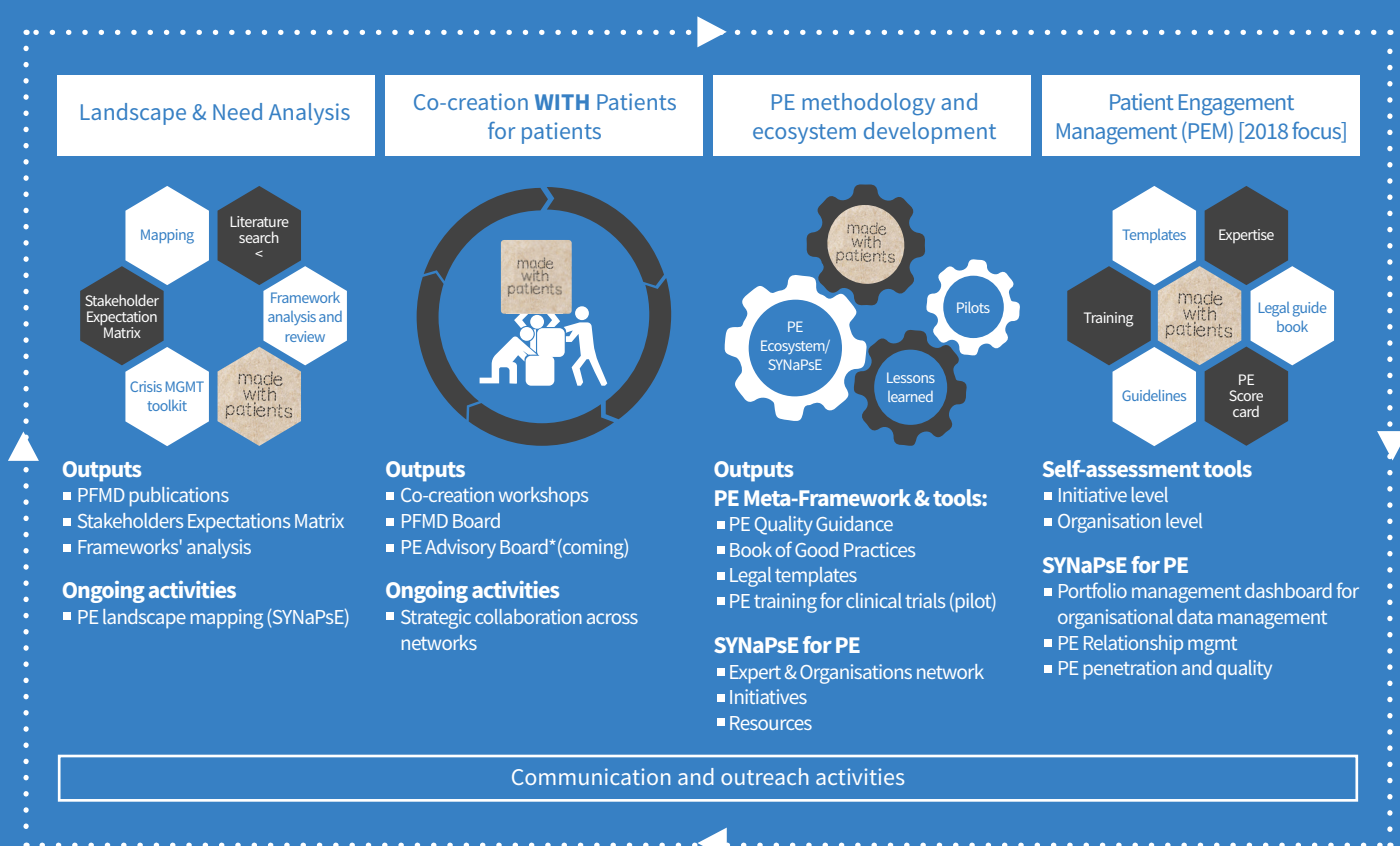 Landscape & Need Analysis
Co-creation WITH Patients
for patients
PE methodology and
ecosystem development
Patient Engagement
Management (PEM) [2018 focus]
Mapping
Literature
search
<
Stakeholder
Expectation
Matrix
Framework
analysis and
review
Crisis MGMT
toolkit
made
with
patients
made
with
patients
made
with
patients
PE
Ecosystem/
SYNaPsE
Pilots
Lessons
learned
Templates
Expertise
Training
made
with
patients
Legal guide
book
Guidelines
PE
Score
card
Outputs
PFMD publications
Stakeholders Expectations Matrix
Frameworks' analysis
Ongoing activities
PE landscape mapping (SYNaPsE)
Outputs
Co-creation workshops
PFMD Board
PE Advisory Board*(coming)
Ongoing activities
Strategic collaboration across
networks
Outputs
PE Meta-Framework & tools:
PE Quality Guidance
Book of Good Practices
Legal templates
PE training for clinical trials (pilot)
SYNaPsE for PE
Expert & Organisations network
Initiatives
Resources
Self-assessment tools
Initiative level
Organisation level
SYNaPsE for PE
Portfolio management dashboard for
organisational data management
PE Relationship mgmt
PE penetration and quality
Communication and outreach activities